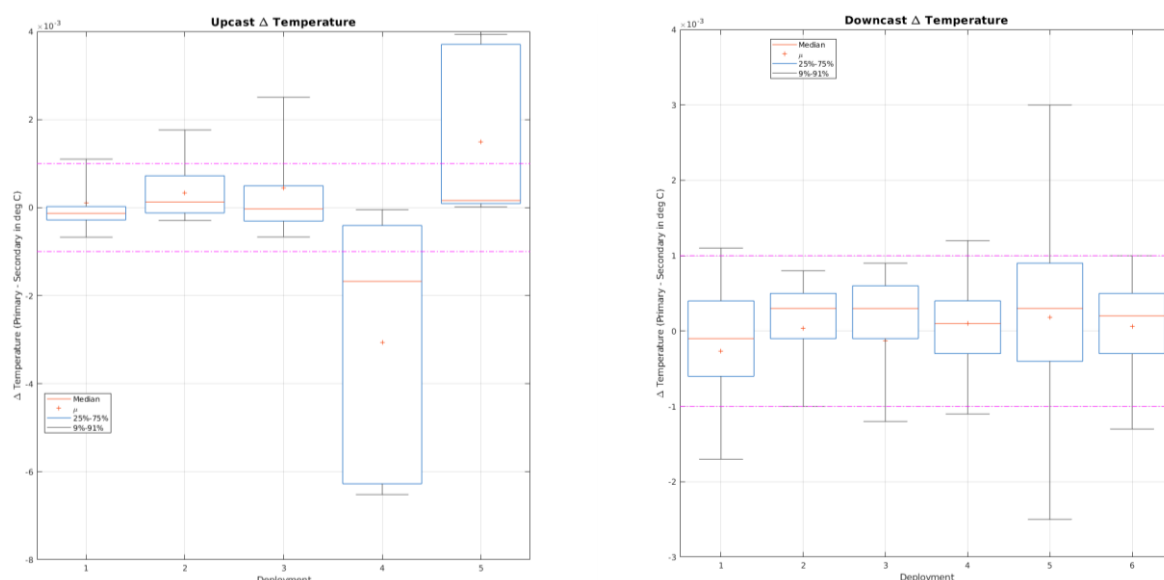 Upcast Δ Temperature
×10⁻³
4
2
0
-2
-4
-6
-8
Δ Temperature (Primary - Secondary in deg C)
Median
μ
25%-75%
9%-91%
1 2 3 4 5
Deployment
Downcast Δ Temperature
×10⁻³
4
3
2
1
0
-1
-2
-3
Δ Temperature (Primary - Secondary in deg C)
Median
μ
25%-75%
9%-91%
1 2 3 4 5 6
Deployment